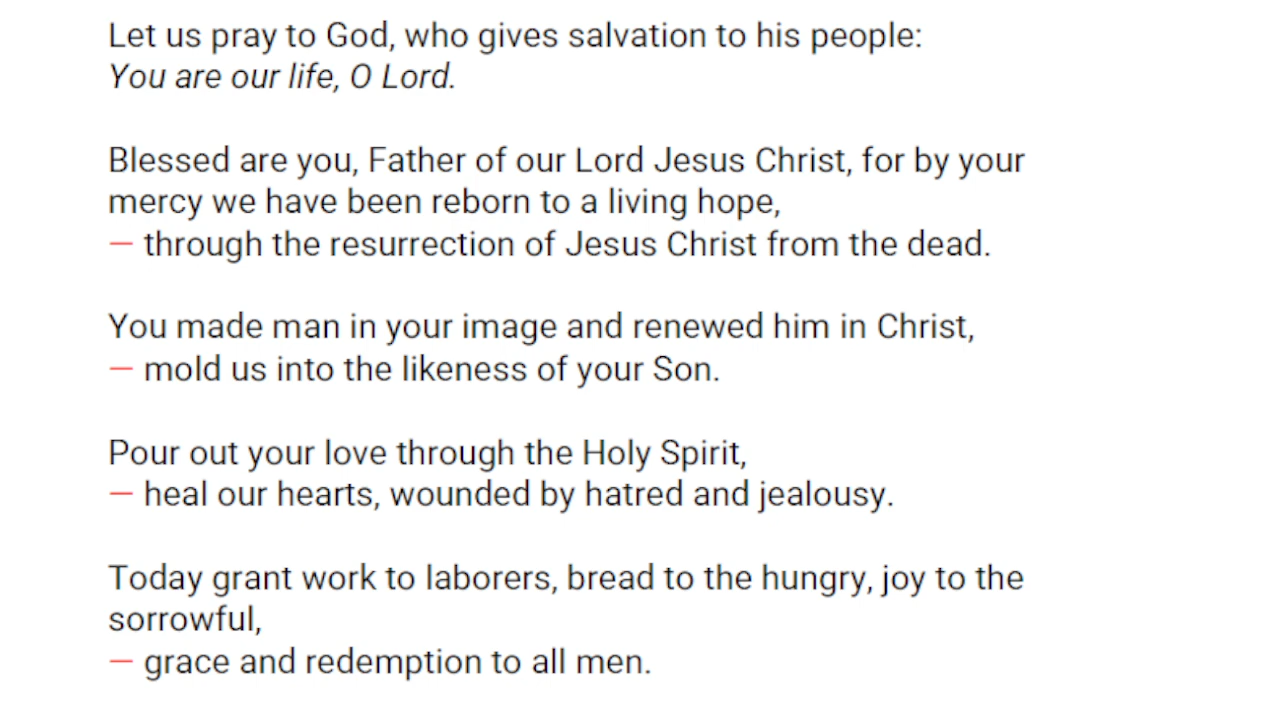 Let us pray to God, who gives salvation to his people:
You are our life, O Lord.
Blessed are you, Father of our Lord Jesus Christ, for by your
mercy we have been reborn to a living hope,
— through the resurrection of Jesus Christ from the dead.
You made man in your image and renewed him in Christ,
— mold us into the likeness of your Son.
Pour out your love through the Holy Spirit,
— heal our hearts, wounded by hatred and jealousy.
Today grant work to laborers, bread to the hungry, joy to the
sorrowful,
— grace and redemption to all men.